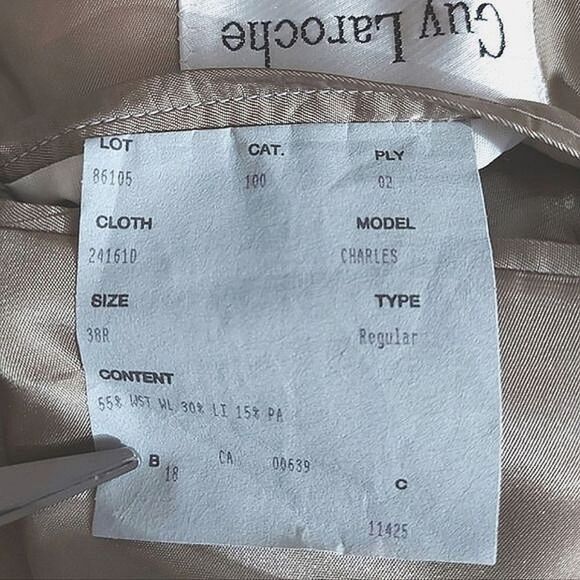 Guy Laroche
LOT CAT. PLY
86105 100 02
CLOTH MODEL
24161D CHARLES
SIZE TYPE
38R Regular
CONTENT
55% WST WL 30% LI 15% PA
B 18 CA 00639
C
11425